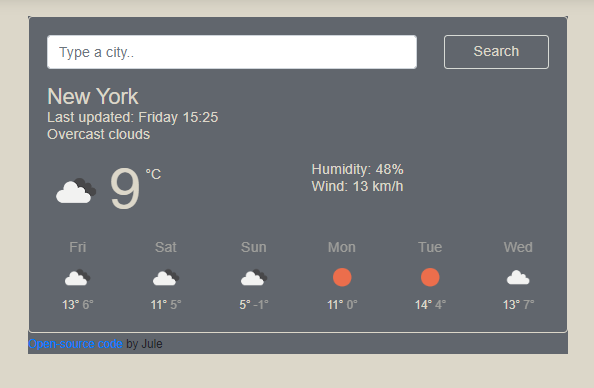 Type a city..
Search
New York
Last updated: Friday 15:25
Overcast clouds
9 °C
Humidity: 48%
Wind: 13 km/h
Fri Sat Sun Mon Tue Wed
13° 6° 11° 5° 5° -1° 11° 0° 14° 4° 13° 7°
Open-source code by Jule